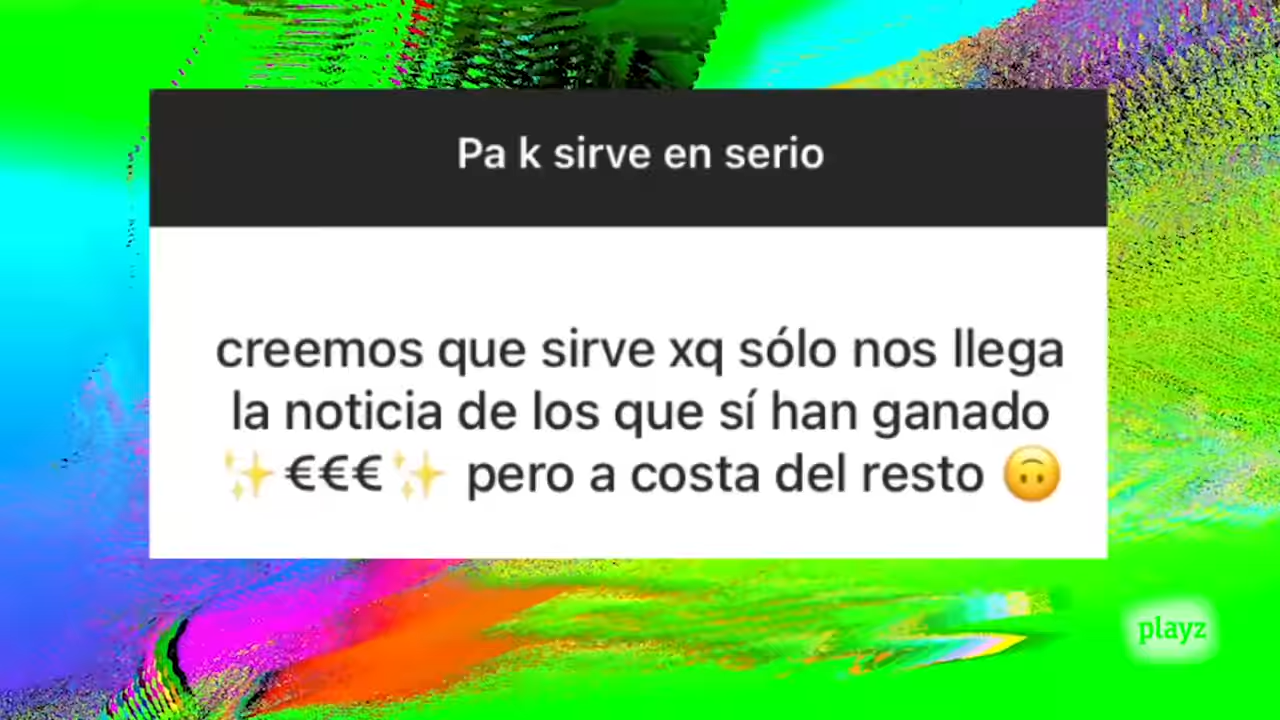 Pa k sirve en serio
creemos que sirve xq sólo nos llega
la noticia de los que sí han ganado
✨€€€✨ pero a costa del resto 🙃
playz